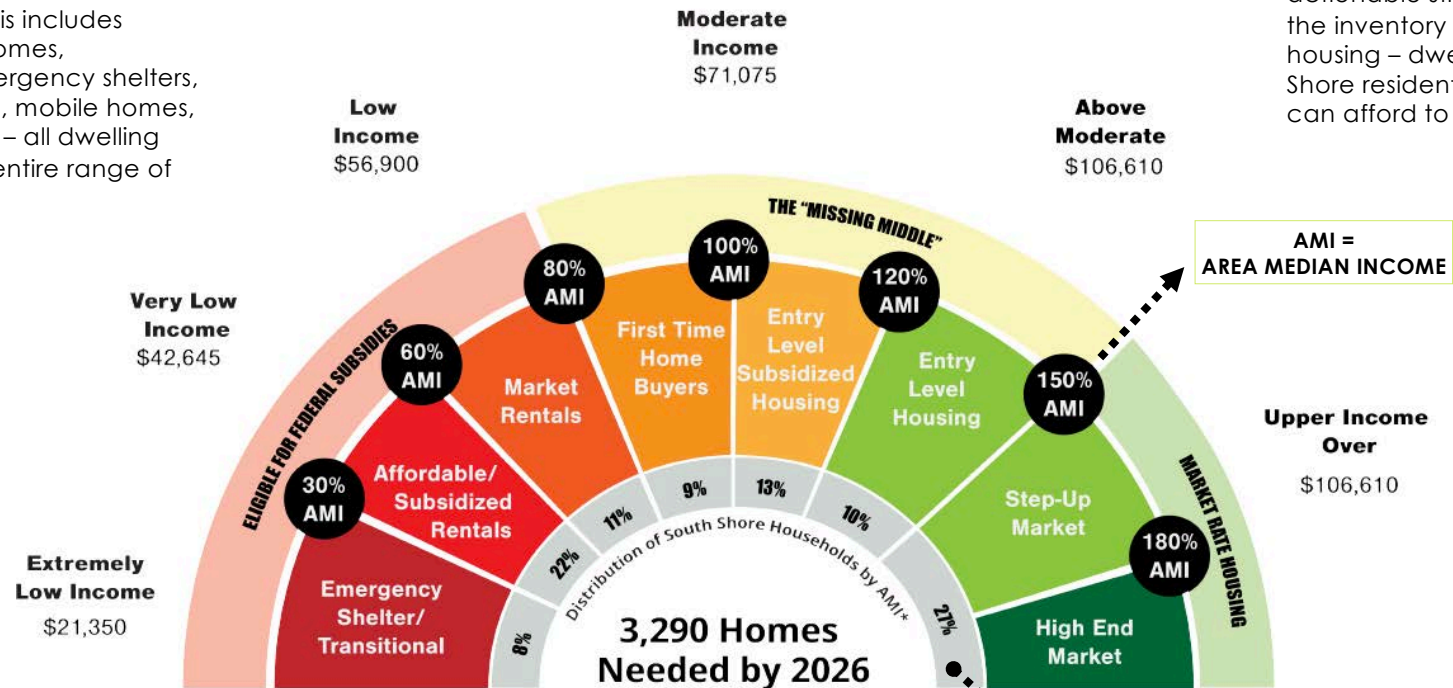 is includes
omes,
ergency shelters,
, mobile homes,
– all dwelling
entire range of
the inventory
housing – dwe
Shore resident
can afford to
Extremely
Low Income
$21,350
Very Low
Income
$42,645
Low
Income
$56,900
Moderate
Income
$71,075
Above
Moderate
$106,610
Upper Income
Over
$106,610
AMI =
AREA MEDIAN INCOME
ELIGIBLE FOR FEDERAL SUBSIDIES
THE "MISSING MIDDLE"
MARKET RATE HOUSING
30%
AMI
60%
AMI
80%
AMI
100%
AMI
120%
AMI
150%
AMI
180%
AMI
Emergency
Shelter/
Transitional
Affordable/
Subsidized
Rentals
Market
Rentals
First Time
Home
Buyers
Entry
Level
Subsidized
Housing
Entry
Level
Housing
Step-Up
Market
High End
Market
8%
22%
11%
9%
13%
10%
27%
Distribution of South Shore Households by AMI*
3,290 Homes
Needed by 2026